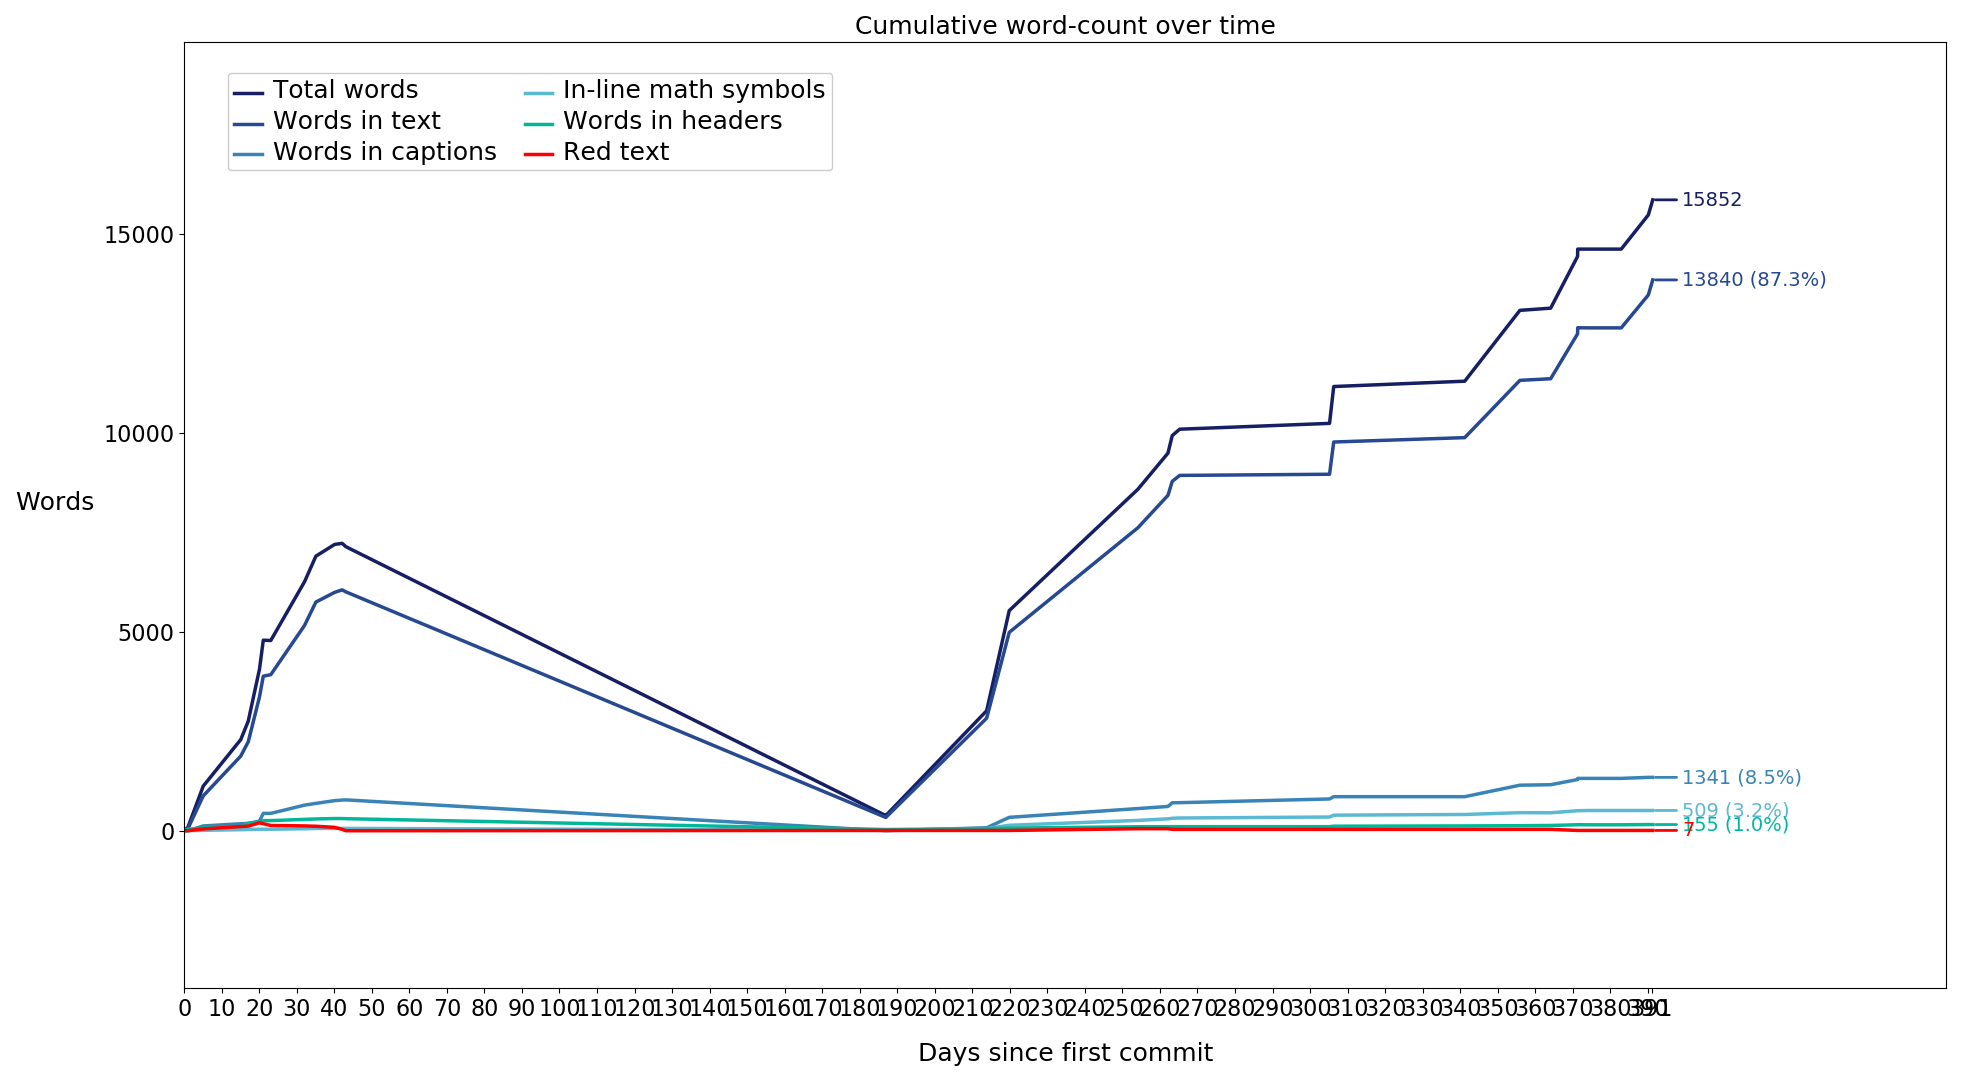 Cumulative word-count over time
Total words
Words in text
Words in captions
In-line math symbols
Words in headers
Red text
15000
10000
5000
0
Words
15852
13840 (87.3%)
1341 (8.5%)
509 (3.2%)
155 (1.0%)
7
0 10 20 30 40 50 60 70 80 90 100 110 120 130 140 150 160 170 180 190 200 210 220 230 240 250 260 270 280 290 300 310 320 330 340 350 360 370 380 390 391
Days since first commit